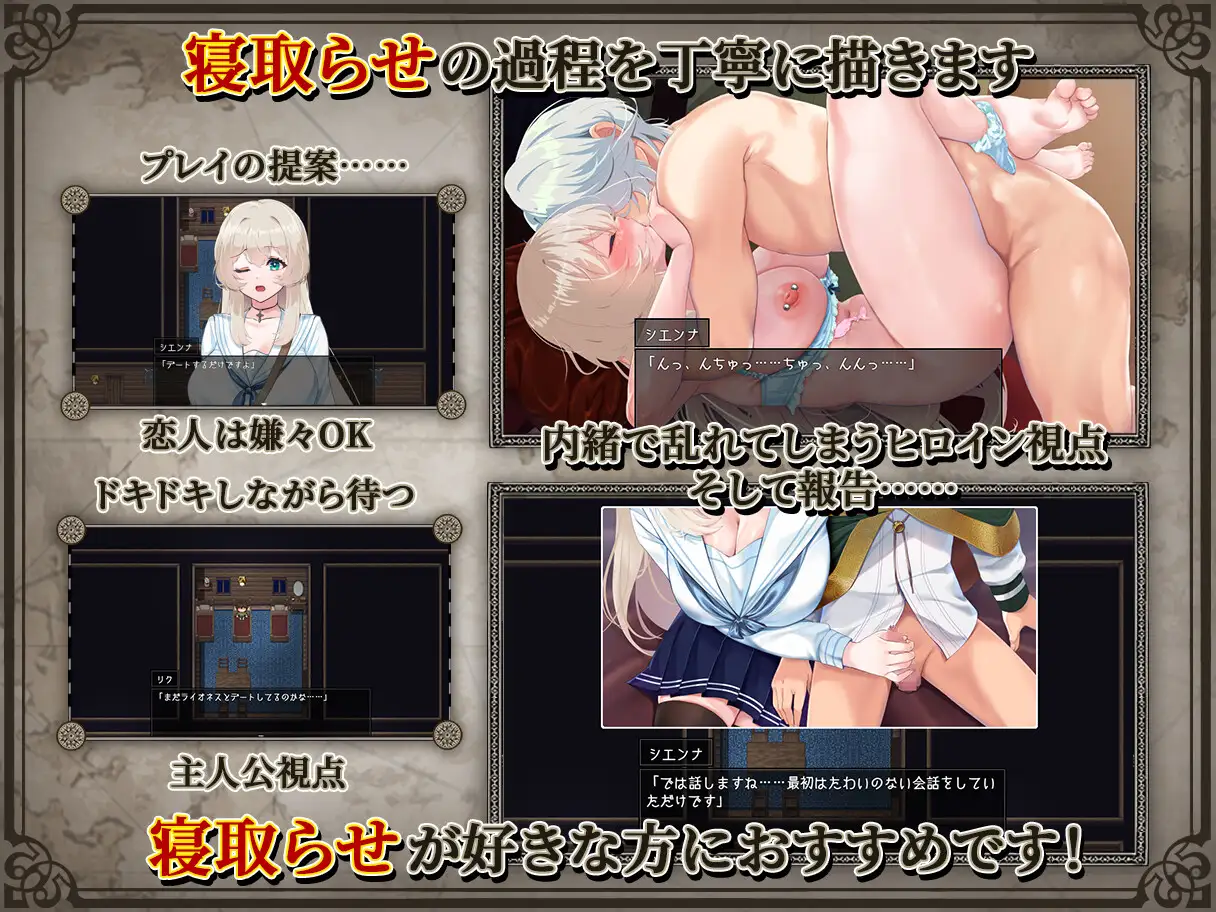 寝取らせの過程を丁寧に描きます
プレイの提案……
シエンナ
「デートするだけですよ」
恋人は嫌々OK
ドキドキしながら待つ
リク
「まだライオネスとデートしてるのかな……」
主人公視点
シエンナ
「んっ、んちゅっ……ちゅっ、んんっ……」
内緒で乱れてしまうヒロイン視点
そして報告……
シエンナ
「では話しますね……最初はたわいのない会話をしてい
ただけです」
寝取らせが好きな方におすすめです!